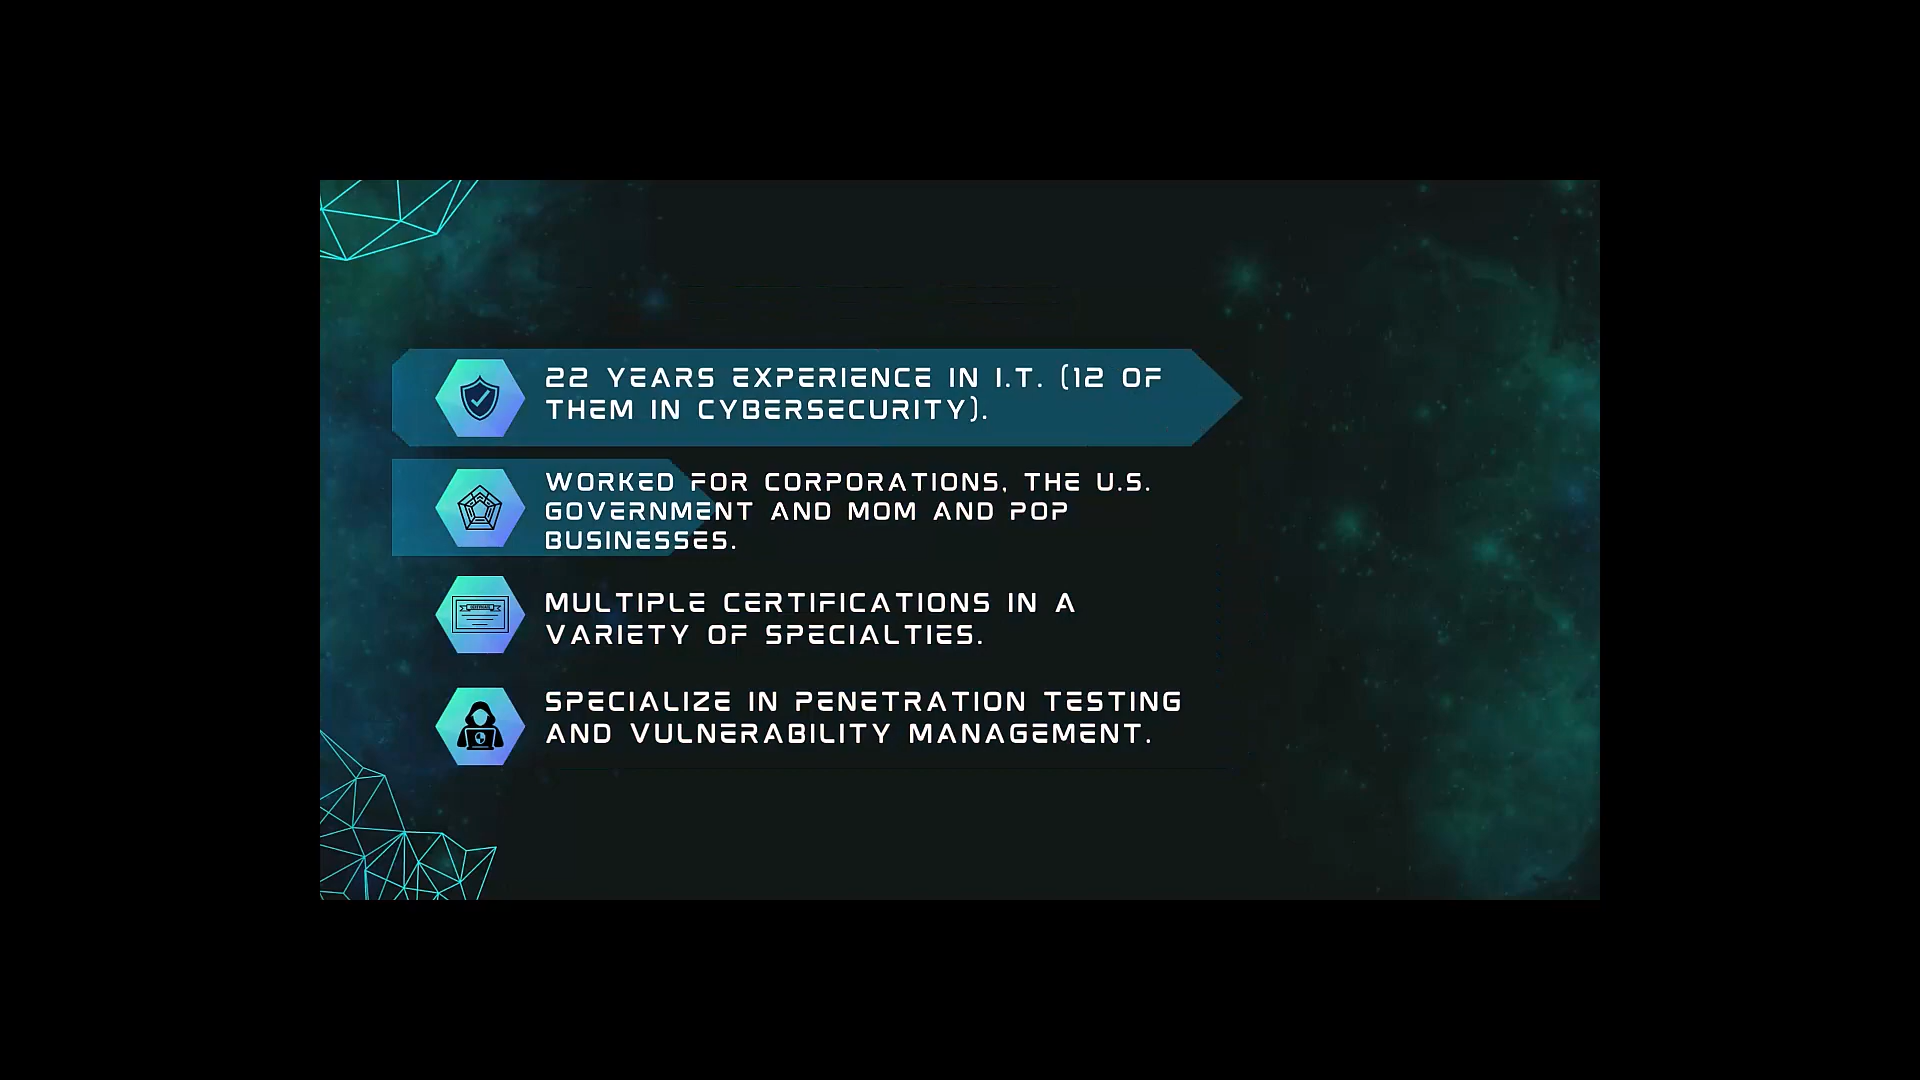 22 YEARS EXPERIENCE IN I.T. (12 OF
THEM IN CYBERSECURITY).
WORKED FOR CORPORATIONS, THE U.S.
GOVERNMENT AND MOM AND POP
BUSINESSES.
MULTIPLE CERTIFICATIONS IN A
VARIETY OF SPECIALTIES.
SPECIALIZE IN PENETRATION TESTING
AND VULNERABILITY MANAGEMENT.